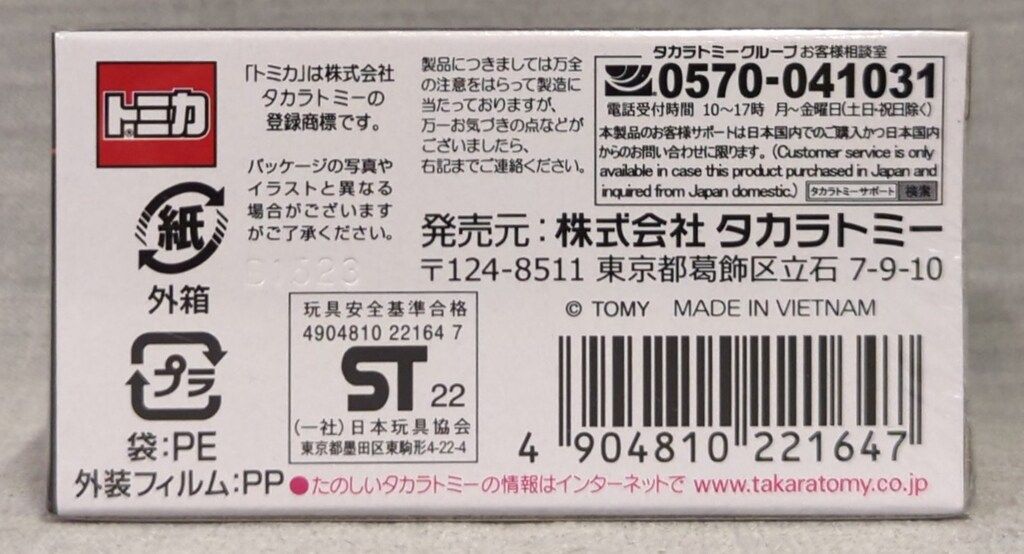 トミカ
®
「トミカ」は株式会社
タカラトミーの
登録商標です。
パッケージの写真や
イラストと異なる
場合がございます
がご了承ください。
製品につきましては万全
の注意をはらって製造に
当たっておりますが、
万一お気づきの点などが
ございましたら、
右記までご連絡ください。
タカラトミーグループ お客様相談室
0570-041031
電話受付時間 10～17時 月～金曜日(土日・祝日除く)
本製品のお客様サポートは日本国内でのご購入かつ日本国内
からのお問い合わせに限ります。(Customer service is only
available in case this product purchased in Japan and
inquired from Japan domestic.) タカラトミーサポート 検索
発売元：株式会社 タカラトミー
〒124-8511 東京都葛飾区立石 7-9-10
© TOMY MADE IN VIETNAM
紙
外箱
プラ
袋：PE
外装フィルム：PP
01523
玩具安全基準合格
4904810 22164 7
ST 22
(一社)日本玩具協会
東京都墨田区東駒形4-22-4
4 904810 221647
●たのしいタカラトミーの情報はインターネットで www.takaratomy.co.jp